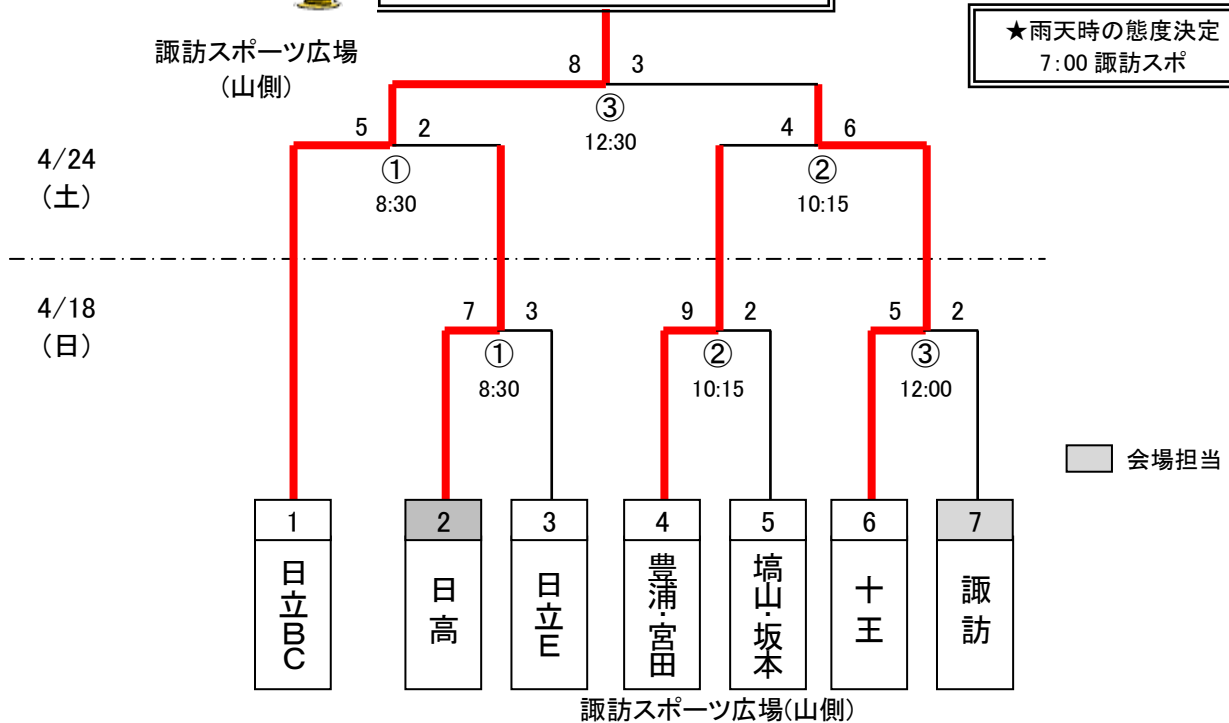 諏訪スポーツ広場
(山側)
★雨天時の態度決定
7:00 諏訪スポ
8 3
③
12:30
4/24
(土)
5 2
①
8:30
4 6
②
10:15
4/18
(日)
7 3
①
8:30
9 2
②
10:15
5 2
③
12:00
会場担当
1
日立BC
2
日高
3
日立E
4
豊浦・宮田
5
塙山・坂本
6
十王
7
諏訪
諏訪スポーツ広場(山側)